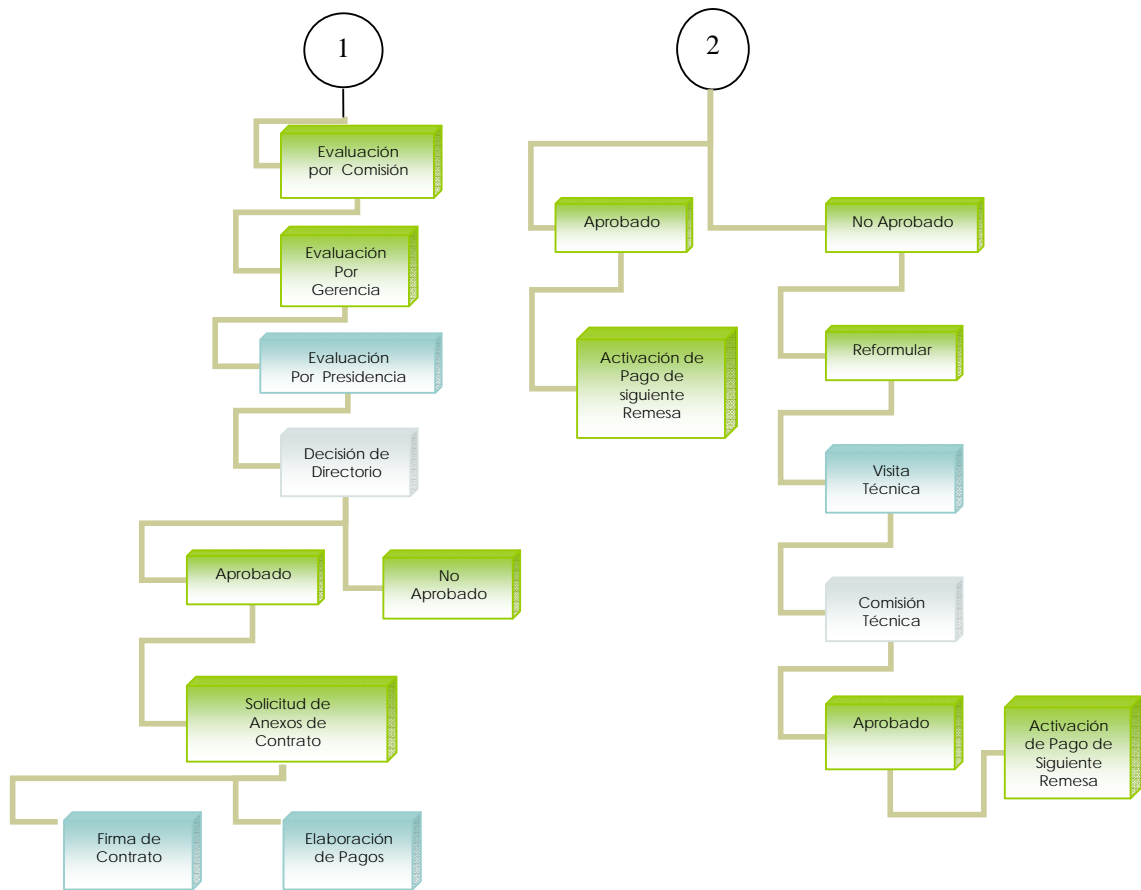 1
Evaluación
por Comisión
Evaluación
Por
Gerencia
Evaluación
Por Presidencia
Decisión de
Directorio
Aprobado
No
Aprobado
Solicitud de
Anexos de
Contrato
Firma de
Contrato
Elaboración
de Pagos
2
Aprobado
Activación de
Pago de
siguiente
Remesa
No Aprobado
Reformular
Visita
Técnica
Comisión
Técnica
Aprobado
Activación
de Pago de
Siguiente
Remesa